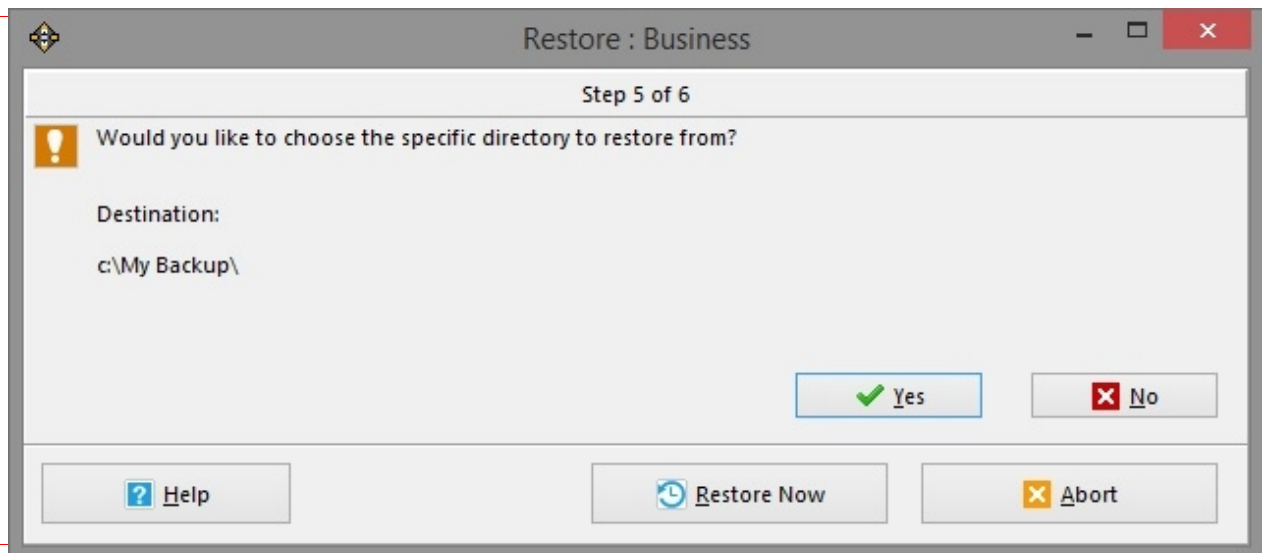 Restore : Business
Step 5 of 6
Would you like to choose the specific directory to restore from?
Destination:
c:\My Backup\
Yes
No
Help
Restore Now
Abort